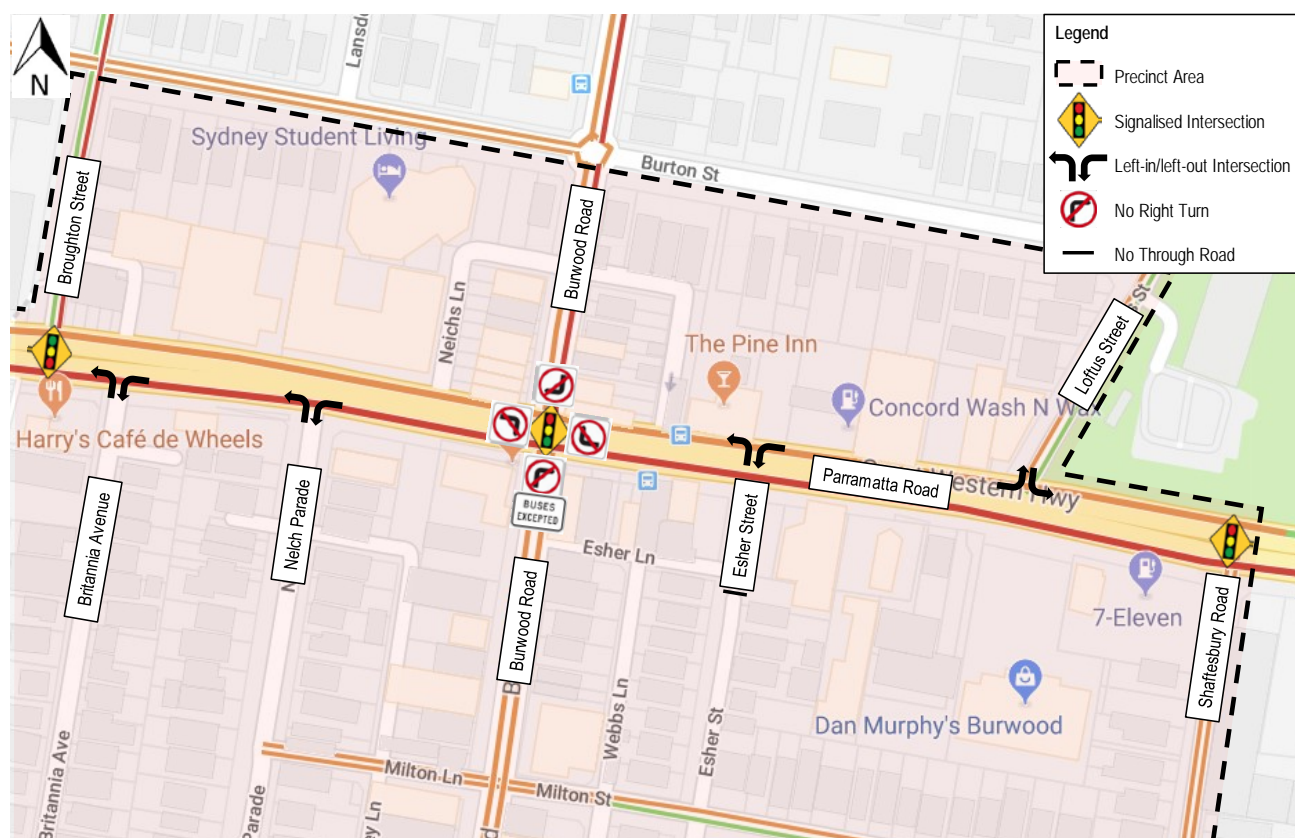 N
Legend
Precinct Area
Signalised Intersection
Left-in/left-out Intersection
No Right Turn
No Through Road
Sydney Student Living
Burton St
Broughton Street
Burwood Road
Neichs Ln
The Pine Inn
Concord Wash N Wax
Loftus Street
St
Harry's Café de Wheels
Parramatta Road
Western Hwy
BUSES
EXCEPTED
Britannia Avenue
Nelch Parade
N
Esher Ln
Esher Street
Burwood Road
B
7-Eleven
Shaftesbury Road
Dan Murphy's Burwood
Webbs Ln
Esher St
Milton Ln
Milton St
Britannia Ave
Parade
ey Ln
d